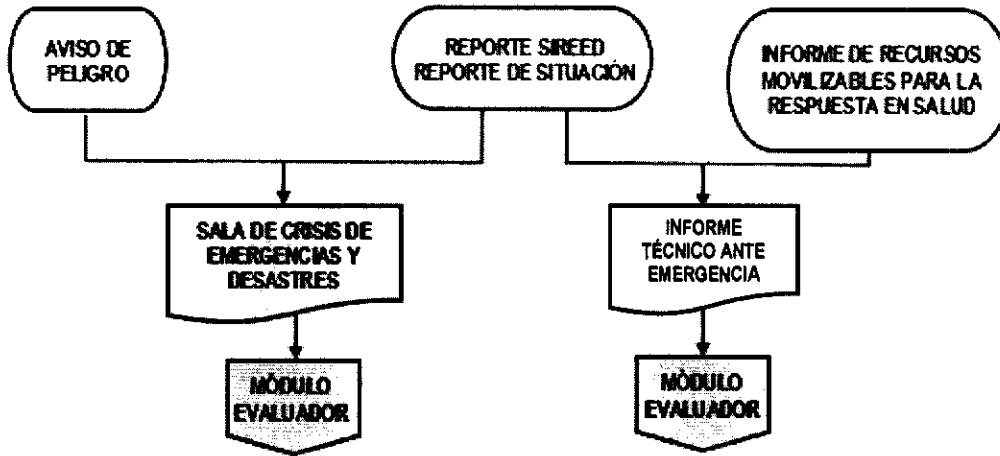 AVISO DE
PELIGRO
REPORTE SIREED
REPORTE DE SITUACIÓN
INFORME DE RECURSOS
MOVILIZABLES PARA LA
RESPUESTA EN SALUD
SALA DE CRISIS DE
EMERGENCIAS Y
DESASTRES
INFORME
TÉCNICO ANTE
EMERGENCIA
MÓDULO
EVALUADOR
MÓDULO
EVALUADOR